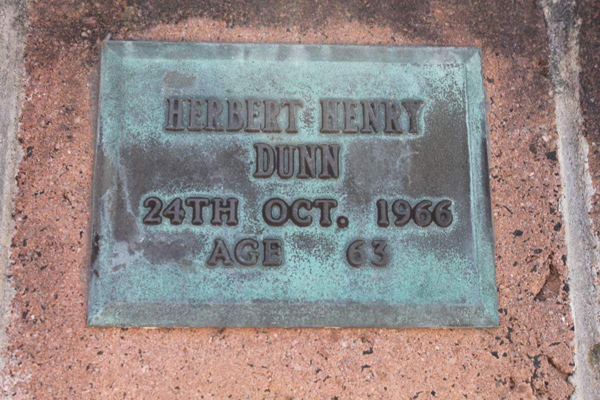 HERBERT HENRY
DUNN
24TH OCT. 1966
AGE 63